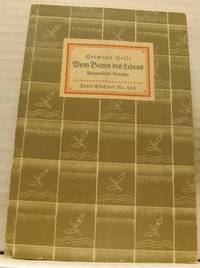 Hermann Hesse
Vom Baum des Lebens
Ausgewählte Gedichte
Insel-Bücherei Nr. 454